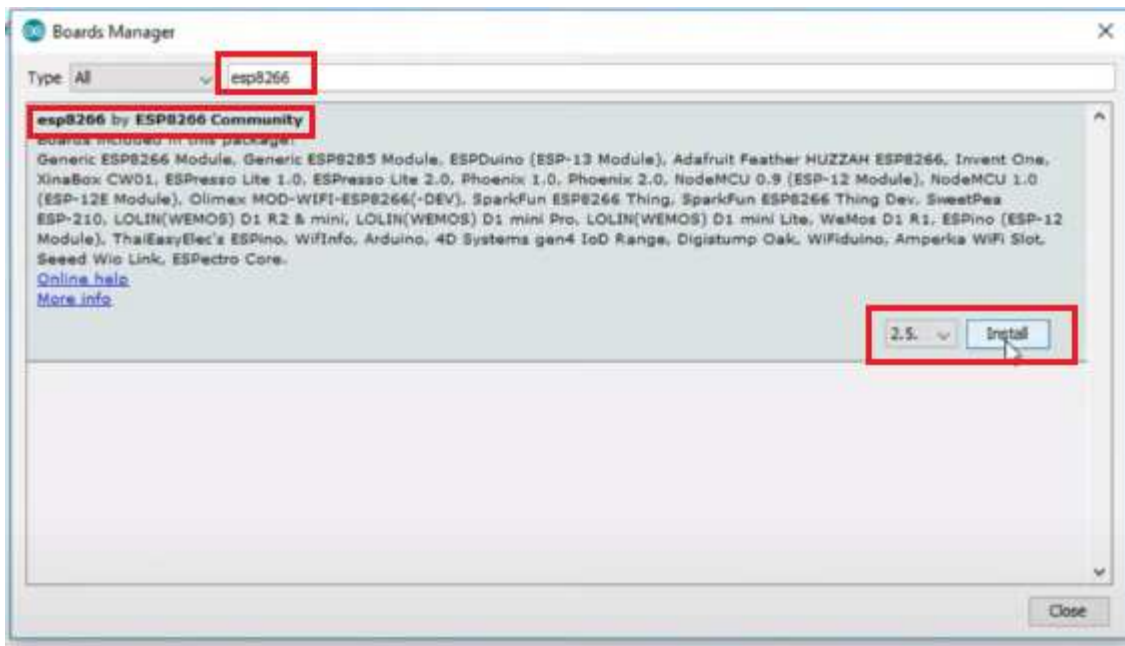 Boards Manager
Type All esp8266
esp8266 by ESP8266 Community
Boards included in this package:
Generic ESP8266 Module, Generic ESP8285 Module, ESPDuino (ESP-13 Module), Adafruit Feather HUZZAH ESP8266, Invent One,
XinaBox CW01, ESPresso Lite 1.0, ESPresso Lite 2.0, Phoenix 1.0, Phoenix 2.0, NodeMCU 0.9 (ESP-12 Module), NodeMCU 1.0
(ESP-12E Module), Olimex MOD-WIFI-ESP8266(-DEV), SparkFun ESP8266 Thing, SparkFun ESP8266 Thing Dev, SweetPea
ESP-210, LOLIN(WEMOS) D1 R2 & mini, LOLIN(WEMOS) D1 mini Pro, LOLIN(WEMOS) D1 mini Lite, WeMos D1 R1, ESPino (ESP-12
Module), ThaiEasyElec's ESPino, WifInfo, Arduino, 4D Systems gen4 IoD Range, Digistump Oak, WiFiduino, Amperka WiFi Slot,
Seeed Wio Link, ESPectro Core.
Online help
More info
2.5. Install
Close